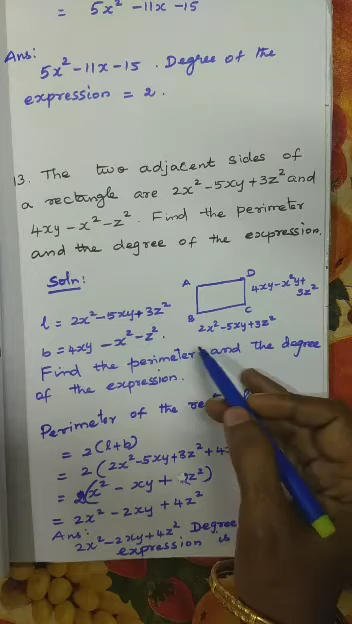 = 5x² - 11x - 15
Ans:
5x² - 11x - 15 . Degree of the
expression = 2.
13. The two adjacent sides of
a rectangle are 2x² - 5xy + 3z² and
4xy - x² - z². Find the perimeter
and the degree of the expression.
Soln:
A D
B C
4xy - x²y +
3z²
2x² - 5xy + 3z²
l = 2x² - 5xy + 3z²
b = 4xy - x² - z².
Find the perimeter and the degree
of the expression.
Perimeter of the
= 2(l+b)
= 2(2x² - 5xy + 3z² + 4
= 2(x² - xy + 2z²)
= 2x² - 2xy + 4z²
Ans:
2x² - 2xy + 4z² Degree
expression is